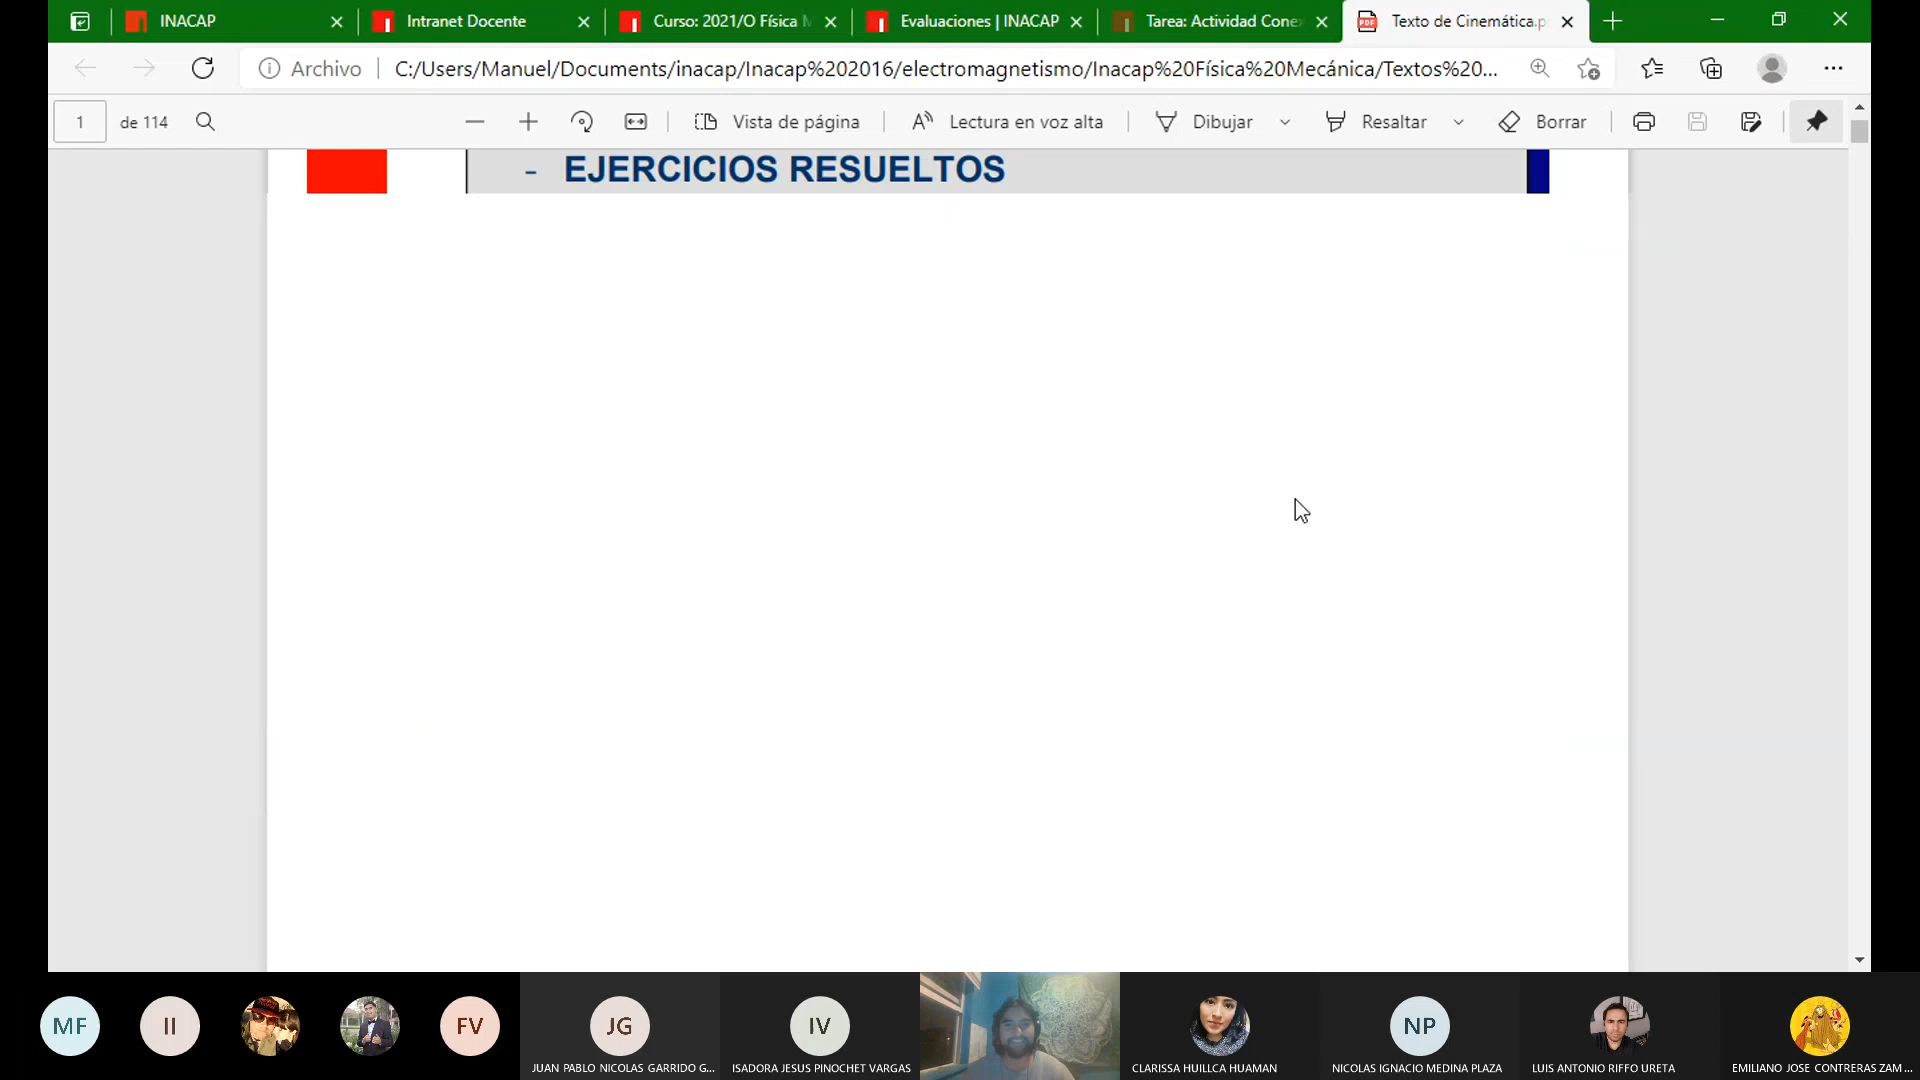 INACAP
Intranet Docente
Curso: 2021/O Física M
Evaluaciones | INACAP
Tarea: Actividad Cone
Texto de Cinemática.p
Archivo
C:/Users/Manuel/Documents/inacap/Inacap%202016/electromagnetismo/Inacap%20Física%20Mecánica/Textos%20...
1
de 114
Vista de página
Lectura en voz alta
Dibujar
Resaltar
Borrar
- EJERCICIOS RESUELTOS
MF
II
FV
JG
IV
NP
JUAN PABLO NICOLAS GARRIDO G...
ISADORA JESUS PINOCHET VARGAS
CLARISSA HUILLCA HUAMAN
NICOLAS IGNACIO MEDINA PLAZA
LUIS ANTONIO RIFFO URETA
EMILIANO JOSE CONTRERAS ZAM...